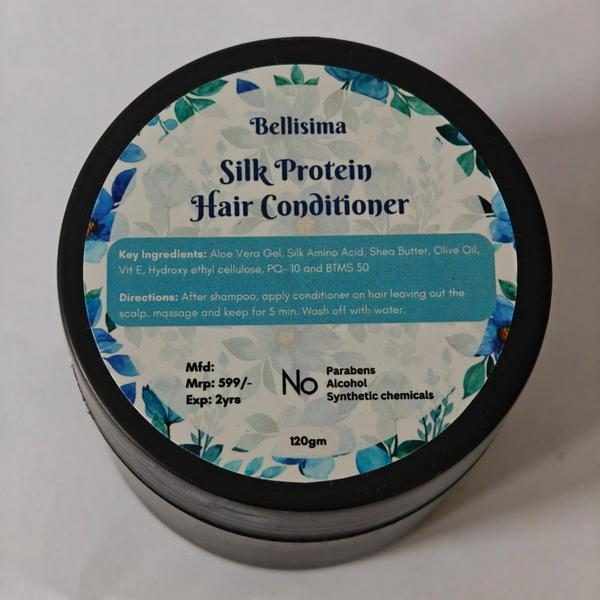 Bellisima
Silk Protein
Hair Conditioner
Key Ingredients: Aloe Vera Gel, Silk Amino Acid, Shea Butter, Olive Oil,
Vit E, Hydroxy ethyl cellulose, PQ- 10 and BTMS 50
Directions: After shampoo, apply conditioner on hair leaving out the
scalp. massage and keep for 5 min. Wash off with water.
Mfd:
Mrp: 599/-
Exp: 2yrs
No
Parabens
Alcohol
Synthetic chemicals
120gm